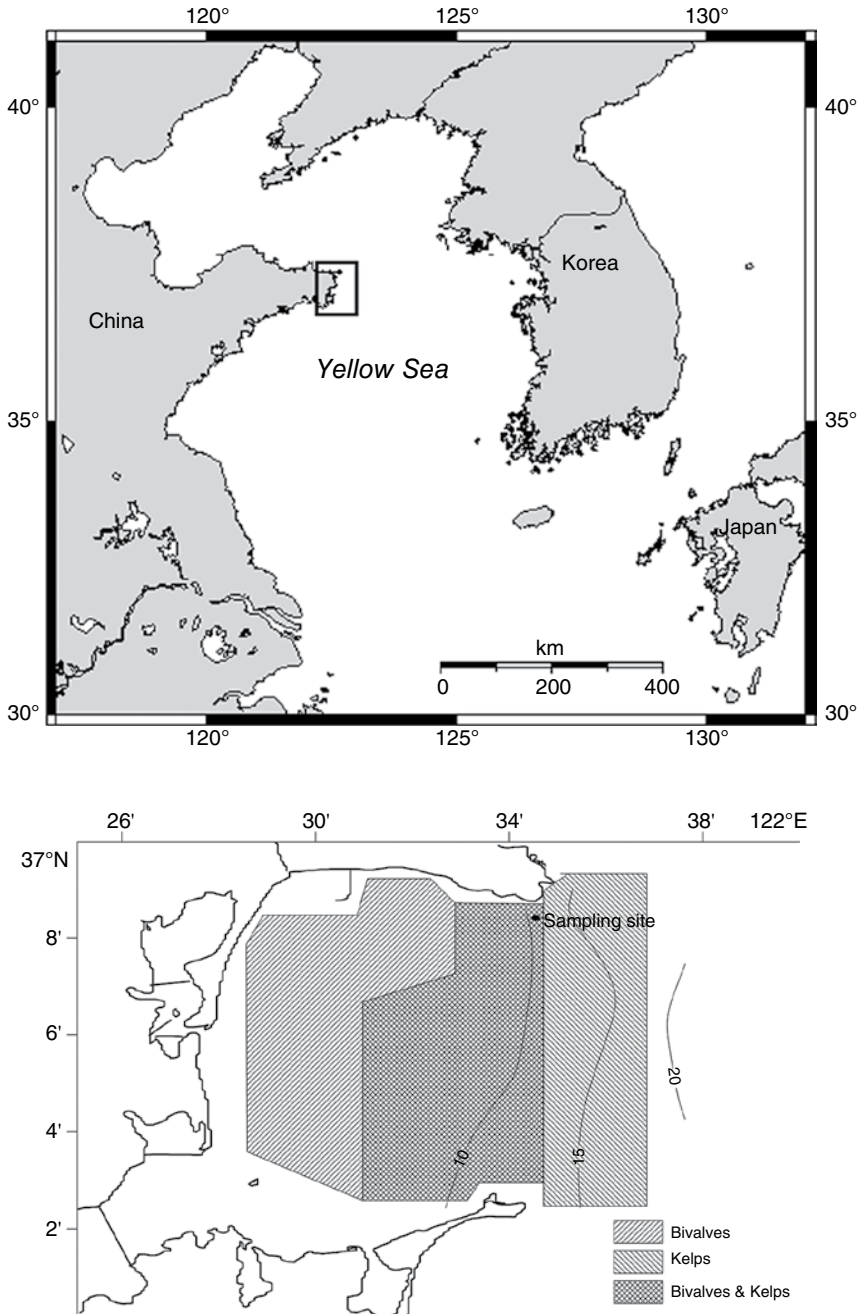 120° 125° 130°
40° 40°
Korea
China
Yellow Sea
35° 35°
Japan
km
0 200 400
30° 30°
120° 125° 130°
26' 30' 34' 38' 122°E
37°N
8' Sampling site
6'
20
4'
10 15
2'
Bivalves
Kelps
Bivalves & Kelps